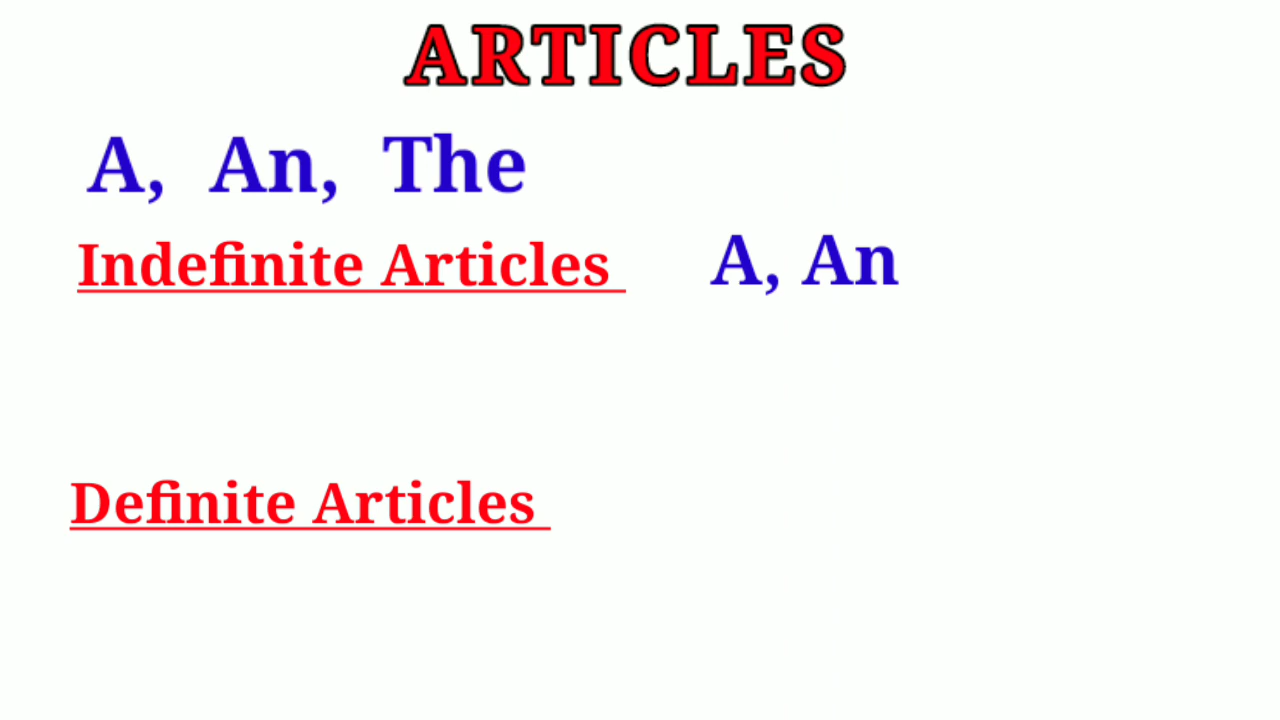 ARTICLES
A, An, The
Indefinite Articles A, An
Definite Articles